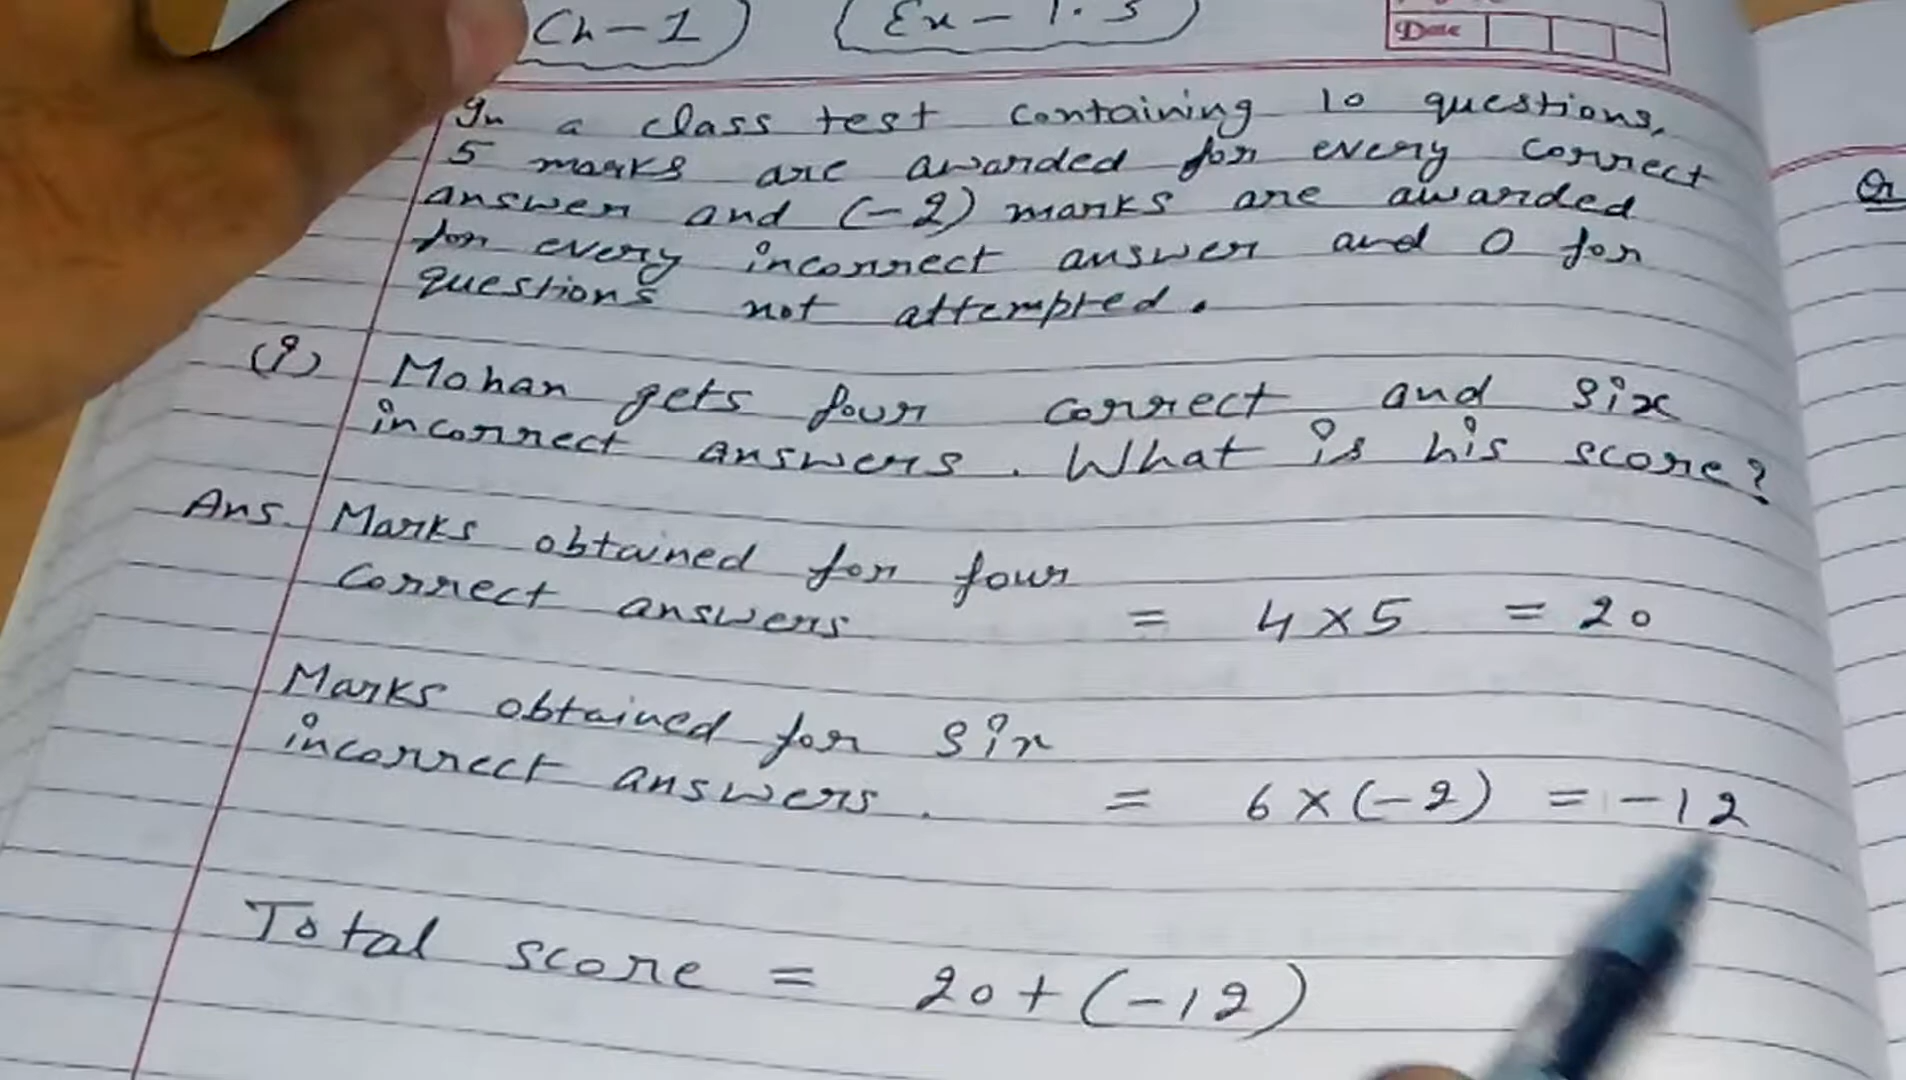 Ch-1) (Ex-1.3)
Date
In a class test containing 10 questions,
5 marks are awarded for every correct
answer and (-2) marks are awarded
for every incorrect answer and 0 for
questions not attempted.
(i) Mohan gets four correct and six
incorrect answers. What is his score?
Ans. Marks obtained for four
correct answers = 4 x 5 = 20
Marks obtained for six
incorrect answers. = 6 x (-2) = -12
Total score = 20 + (-12)